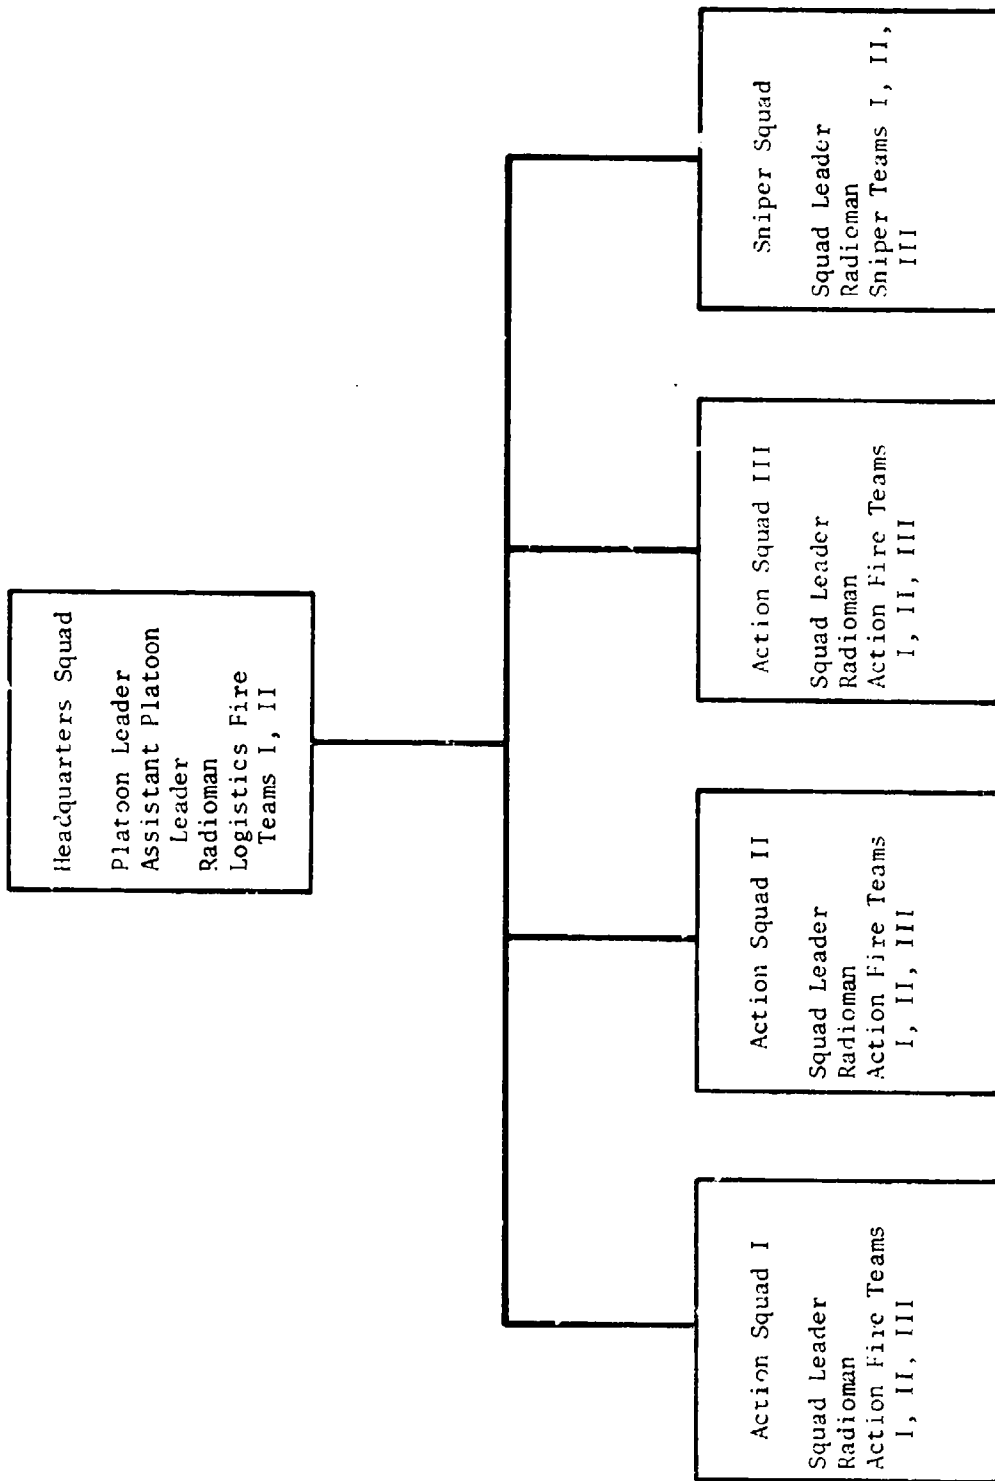 Headquarters Squad
Platoon Leader
Assistant Platoon
Leader
Radioman
Logistics Fire
Teams I, II
Action Squad I
Squad Leader
Radioman
Action Fire Teams
I, II, III
Action Squad II
Squad Leader
Radioman
Action Fire Teams
I, II, III
Action Squad III
Squad Leader
Radioman
Action Fire Teams
I, II, III
Sniper Squad
Squad Leader
Radioman
Sniper Teams I, II,
III